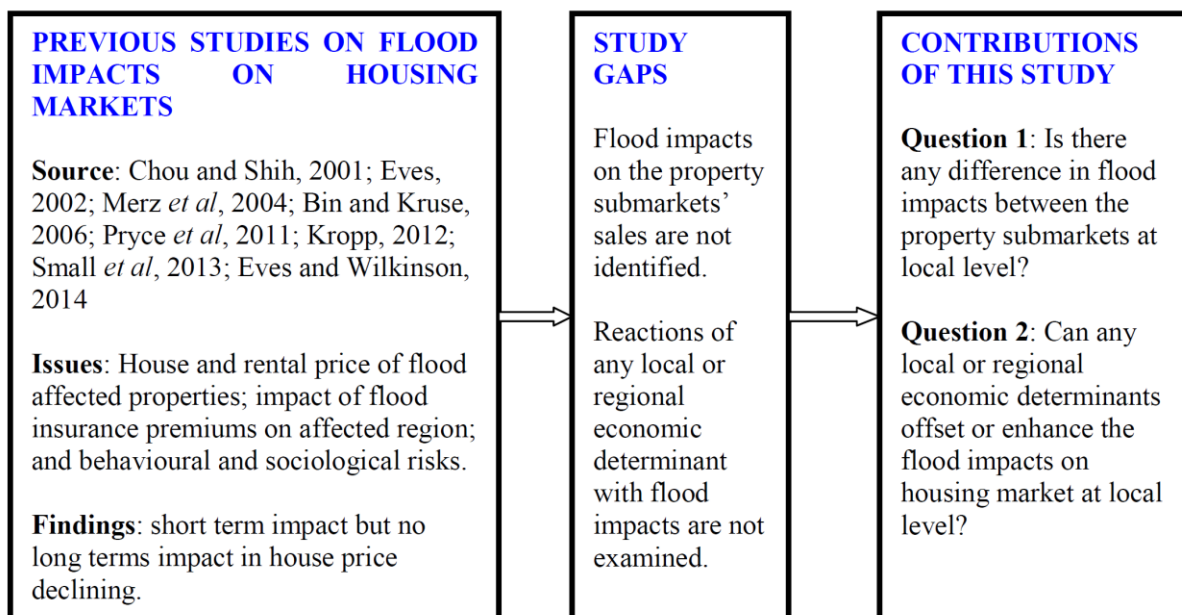 PREVIOUS STUDIES ON FLOOD
IMPACTS ON HOUSING
MARKETS
Source: Chou and Shih, 2001; Eves,
2002; Merz et al, 2004; Bin and Kruse,
2006; Pryce et al, 2011; Kropp, 2012;
Small et al, 2013; Eves and Wilkinson,
2014
Issues: House and rental price of flood
affected properties; impact of flood
insurance premiums on affected region;
and behavioural and sociological risks.
Findings: short term impact but no
long terms impact in house price
declining.
STUDY
GAPS
Flood impacts
on the property
submarkets’
sales are not
identified.
Reactions of
any local or
regional
economic
determinant
with flood
impacts are not
examined.
CONTRIBUTIONS
OF THIS STUDY
Question 1: Is there
any difference in flood
impacts between the
property submarkets at
local level?
Question 2: Can any
local or regional
economic determinants
offset or enhance the
flood impacts on
housing market at local
level?